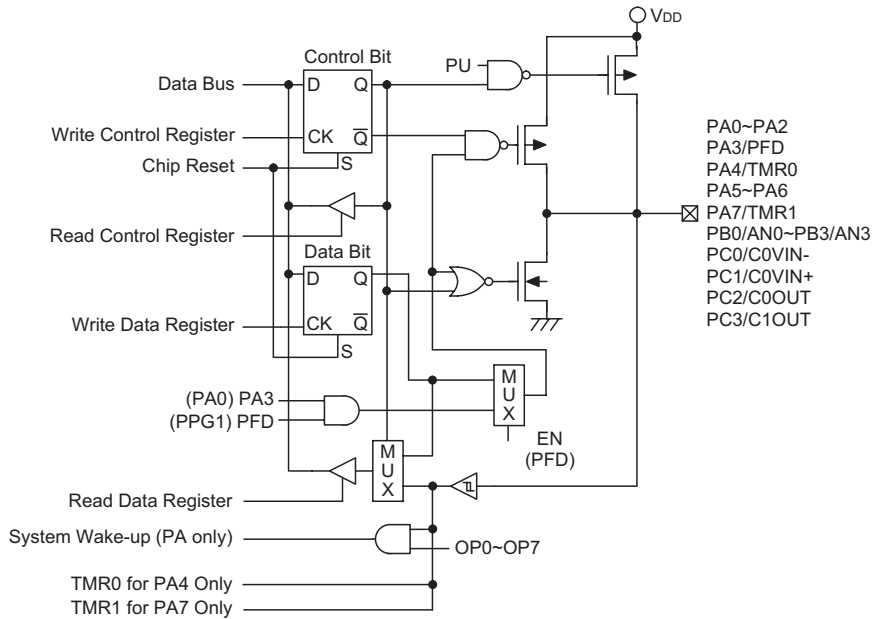 VDD
Control Bit
PU
Data Bus
D
Q
Write Control Register
CK
Q
Chip Reset
S
Read Control Register
Data Bit
D
Q
Write Data Register
CK
Q
S
PA0~PA2
PA3/PFD
PA4/TMR0
PA5~PA6
PA7/TMR1
PB0/AN0~PB3/AN3
PC0/C0VIN-
PC1/C0VIN+
PC2/C0OUT
PC3/C1OUT
(PA0) PA3
(PPG1) PFD
M
U
X
EN
(PFD)
M
U
X
Read Data Register
System Wake-up (PA only)
OP0~OP7
TMR0 for PA4 Only
TMR1 for PA7 Only